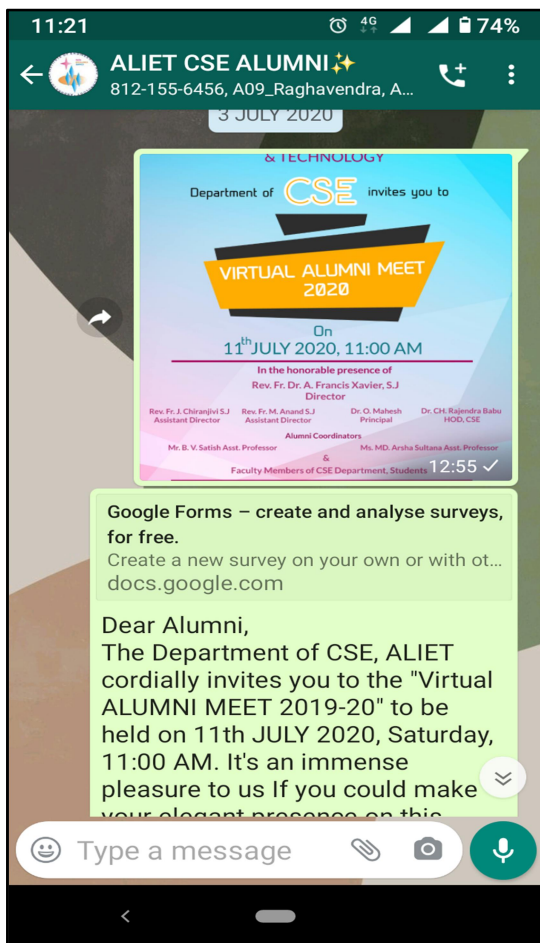 11:21
4G
74%
ALIET CSE ALUMNI✨
812-155-6456, A09_Raghavendra, A...
3 JULY 2020
& TECHNOLOGY
Department of CSE invites you to
VIRTUAL ALUMNI MEET
2020
On
11th JULY 2020, 11:00 AM
In the honorable presence of
Rev. Fr. Dr. A. Francis Xavier, S.J
Director
Rev. Fr. J. Chiranjivi S.J Rev. Fr. M. Anand S.J Dr. O. Mahesh Dr. CH. Rajendra Babu
Assistant Director Assistant Director Principal HOD, CSE
Alumni Coordinators
Mr. B. V. Satish Asst. Professor Ms. MD. Arsha Sultana Asst. Professor
&
Faculty Members of CSE Department, Students
12:55
Google Forms – create and analyse surveys,
for free.
Create a new survey on your own or with ot...
docs.google.com
Dear Alumni,
The Department of CSE, ALIET
cordially invites you to the "Virtual
ALUMNI MEET 2019-20" to be
held on 11th JULY 2020, Saturday,
11:00 AM. It's an immense
pleasure to us If you could make
your elegant presence on this
Type a message